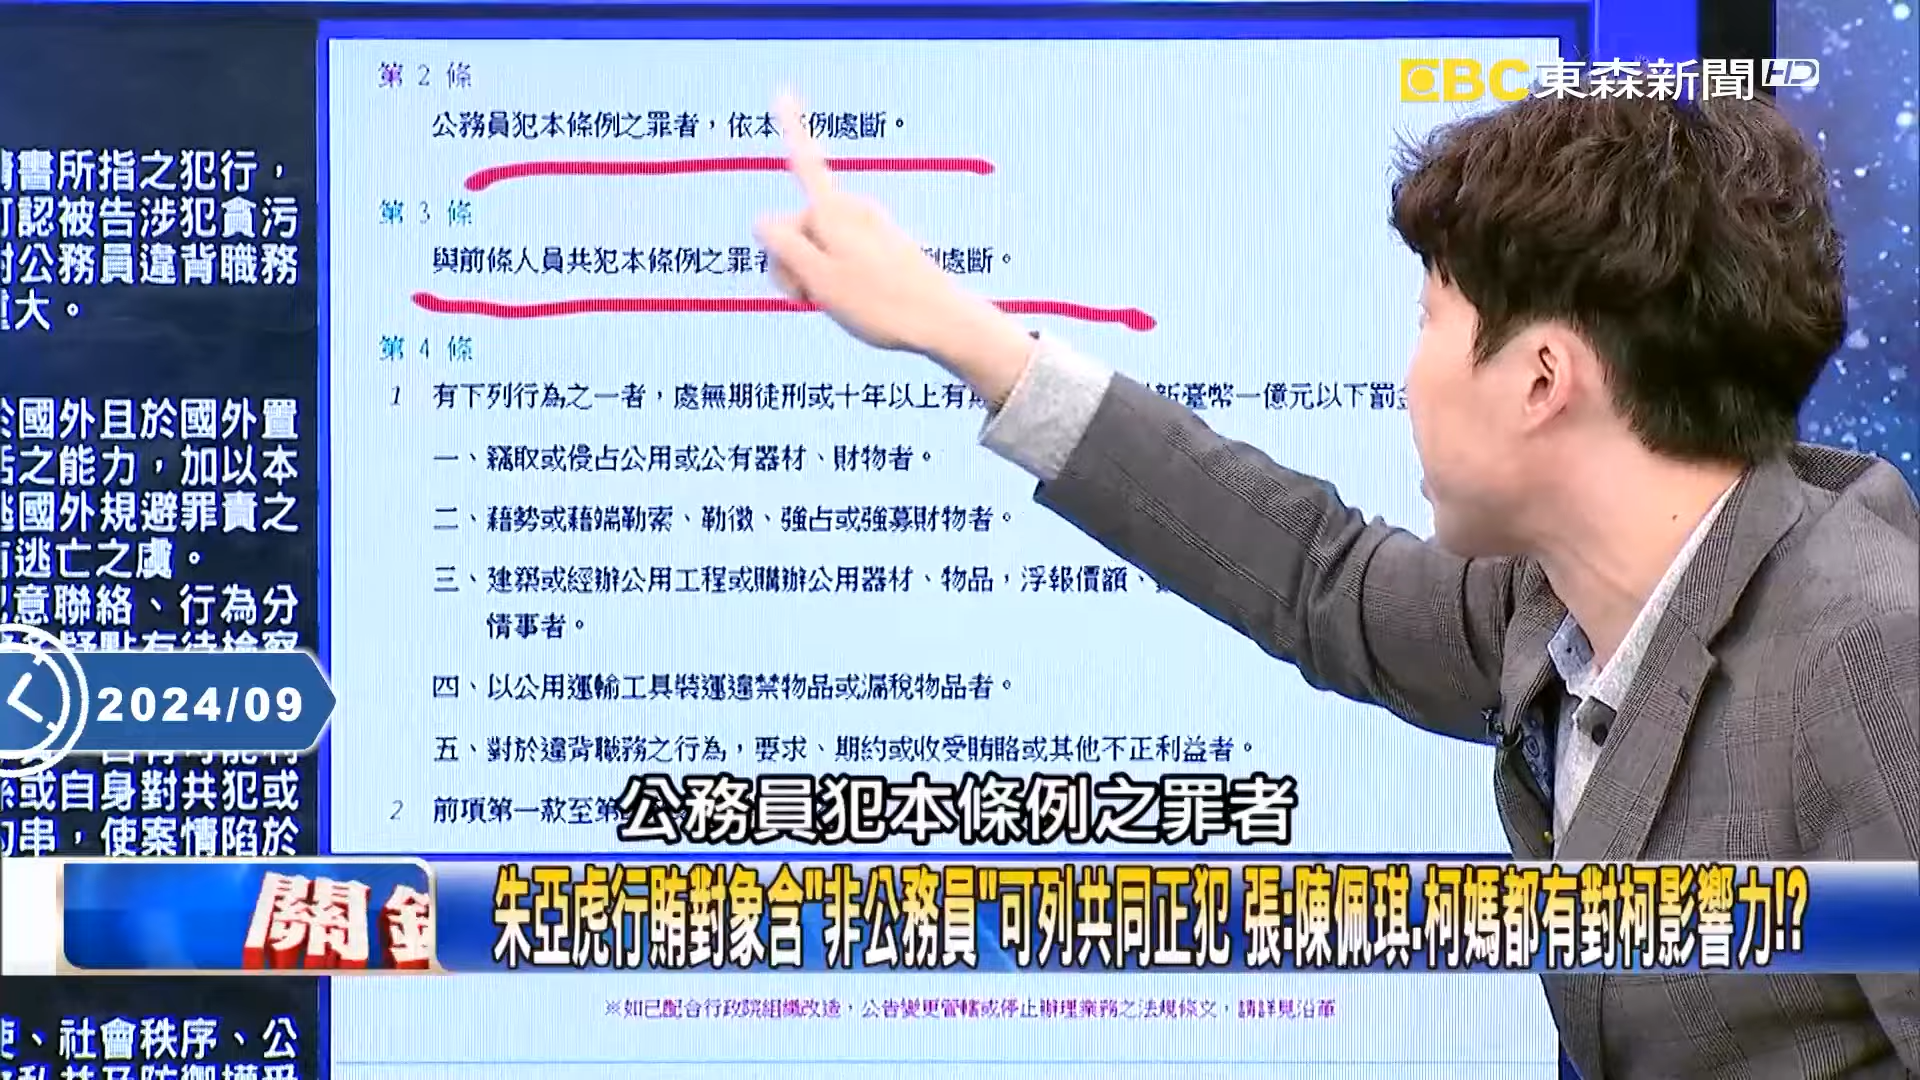 EBC東森新聞HD
第 2 條
公務員犯本條例之罪者，依本 例處斷。
第 3 條
與前條人員共犯本條例之罪者 例處斷。
第 4 條
1 有下列行為之一者，處無期徒刑或十年以上有期 新臺幣一億元以下罰金
一、竊取或侵占公用或公有器材、財物者。
二、藉勢或藉端勒索、勒徵、強占或強募財物者。
三、建築或經辦公用工程或購辦公用器材、物品，浮報價額、
情事者。
四、以公用運輸工具裝運違禁物品或漏稅物品者。
五、對於違背職務之行為，要求、期約或收受賄賂或其他不正利益者。
2 前項第一款至第
書所指之犯行，
認被告涉犯貪污
對公務員違背職務
大。
國外且於國外置
活之能力，加以本
逃國外規避罪責之
有逃亡之虞。
意聯絡、行為分
疑點有待檢察
2024/09
或自身對共犯或
串，使案情陷於
公務員犯本條例之罪者
關鍵
朱亞虎行賄對象含"非公務員"可列共同正犯 張:陳佩琪.柯媽都有對柯影響力!?
※如已配合行政院組織改造，公告變更管轄或停止辦理業務之法規條文，請詳見沿革
、社會秩序、公